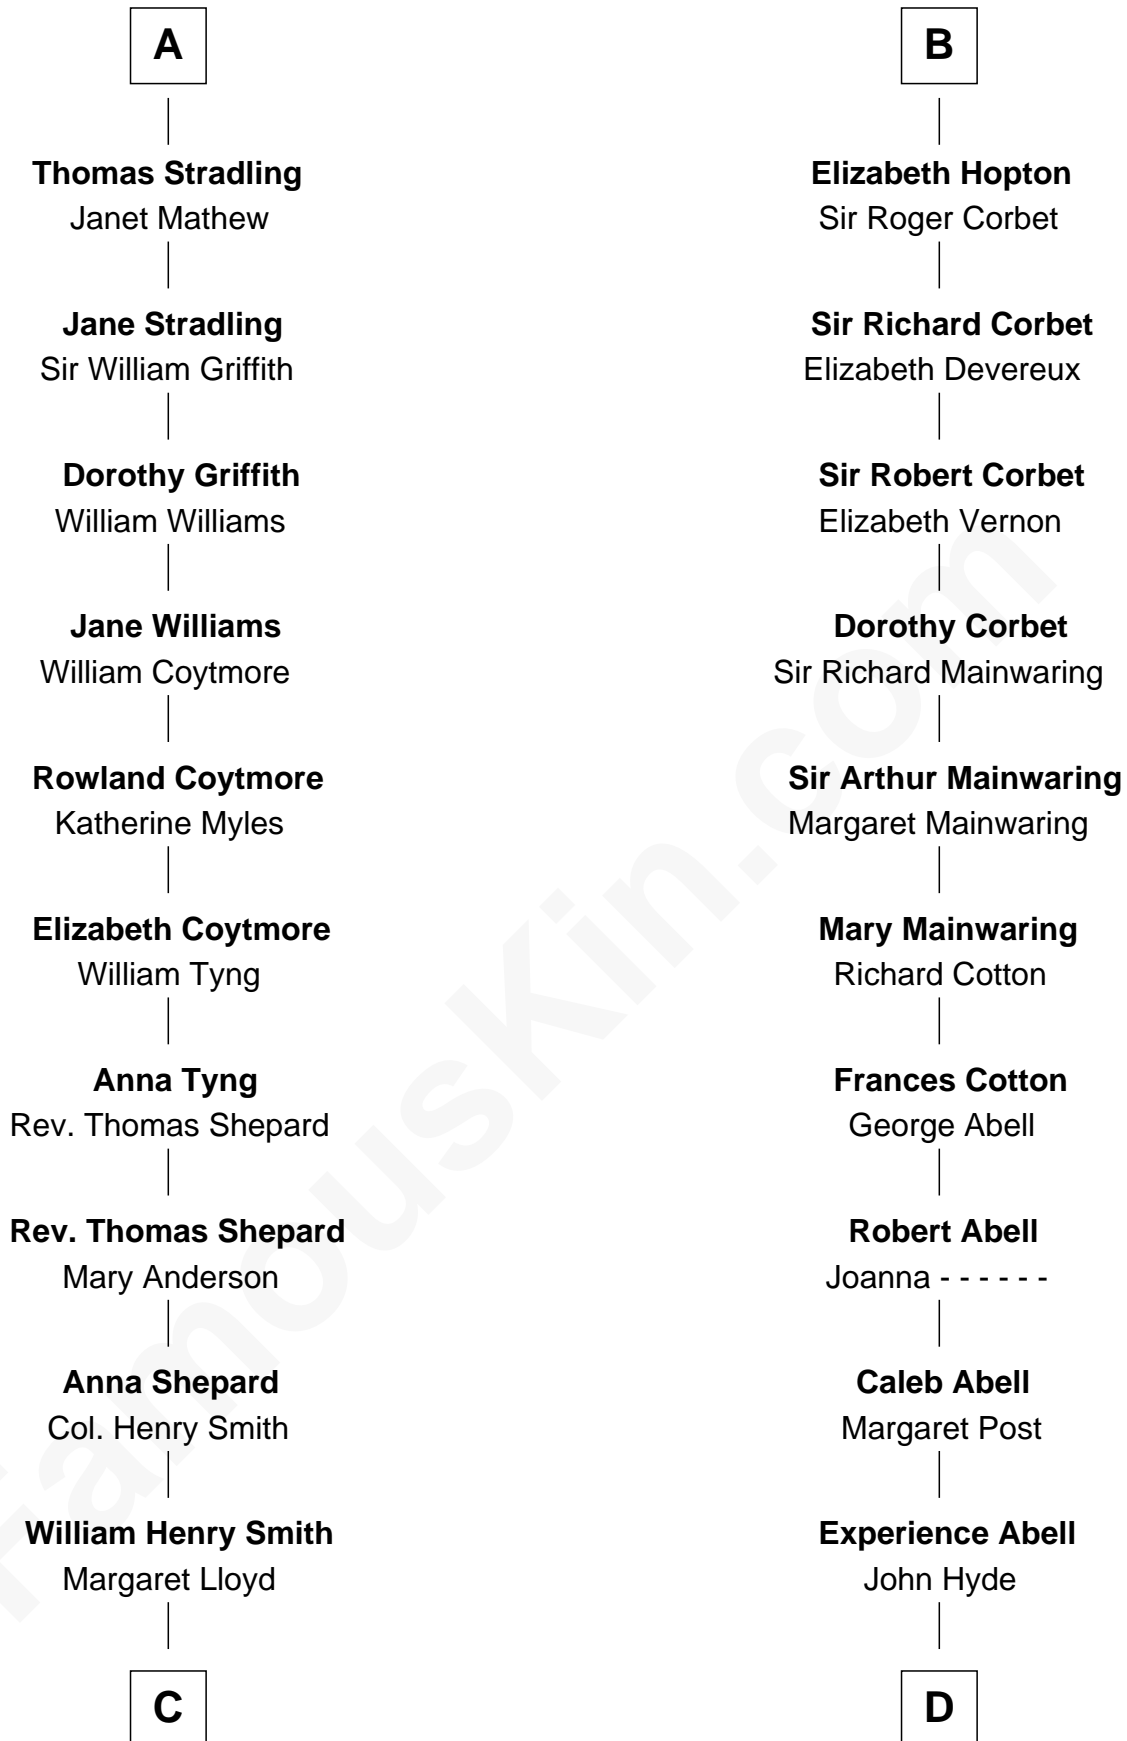 A
Thomas Stradling
Janet Mathew
Jane Stradling
Sir William Griffith
Dorothy Griffith
William Williams
Jane Williams
William Coytmore
Rowland Coytmore
Katherine Myles
Elizabeth Coytmore
William Tyng
Anna Tyng
Rev. Thomas Shepard
Rev. Thomas Shepard
Mary Anderson
Anna Shepard
Col. Henry Smith
William Henry Smith
Margaret Lloyd
C
B
Elizabeth Hopton
Sir Roger Corbet
Sir Richard Corbet
Elizabeth Devereux
Sir Robert Corbet
Elizabeth Vernon
Dorothy Corbet
Sir Richard Mainwaring
Sir Arthur Mainwaring
Margaret Mainwaring
Mary Mainwaring
Richard Cotton
Frances Cotton
George Abell
Robert Abell
Joanna - - - - - -
Caleb Abell
Margaret Post
Experience Abell
John Hyde
D
FamousKin.com